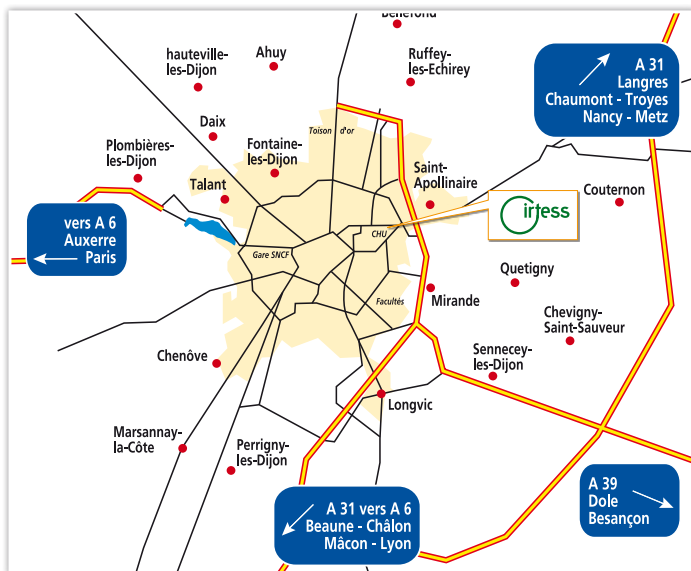 Bellefond
hauteville-
les-Dijon
Ahuy
Ruffey-
les-Echirey
A 31
Langres
Chaumont - Troyes
Nancy - Metz
Daix
Toison d'or
Plombières-
les-Dijon
Fontaine-
les-Dijon
Talant
Saint-
Apollinaire
Couternon
irtess
vers A 6
Auxerre
Paris
CHU
Gare SNCF
Quetigny
Facultés
Mirande
Chevigny-
Saint-Sauveur
Chenôve
Sennecey-
les-Dijon
Longvic
Marsannay-
la-Côte
Perrigny-
les-Dijon
A 39
Dole
Besançon
A 31 vers A 6
Beaune - Châlon
Mâcon - Lyon